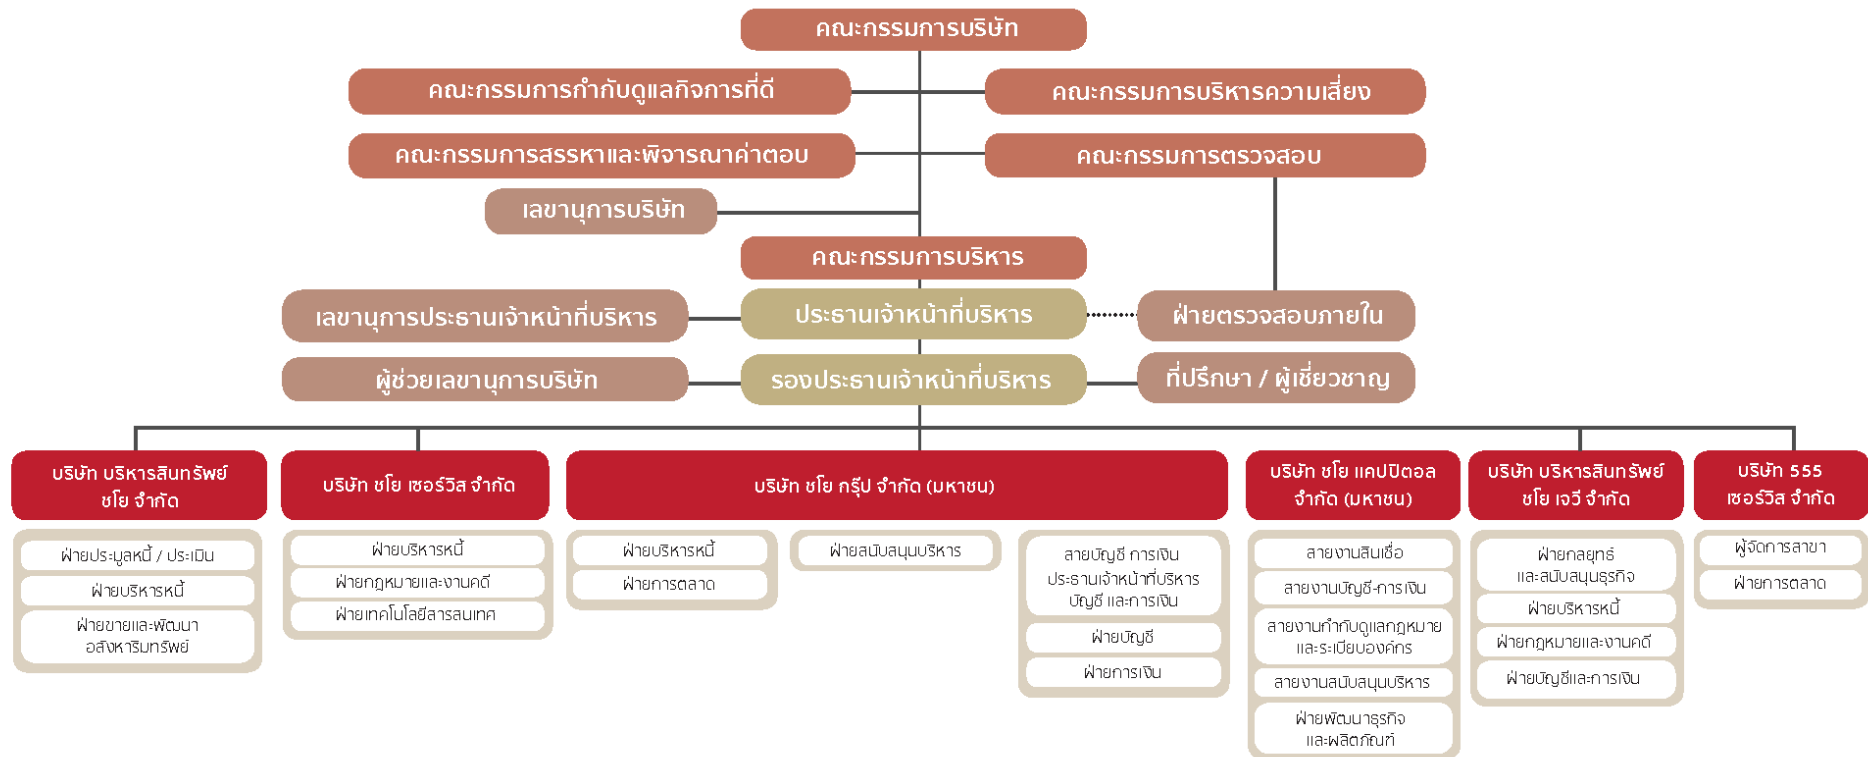 คณะกรรมการบริษัท
คณะกรรมการกำกับดูแลกิจการที่ดี
คณะกรรมการบริหารความเสี่ยง
คณะกรรมการสรรหาและพิจารณาค่าตอบ
คณะกรรมการตรวจสอบ
เลขานุการบริษัท
คณะกรรมการบริหาร
เลขานุการประธานเจ้าหน้าที่บริหาร
ประธานเจ้าหน้าที่บริหาร
ฝ่ายตรวจสอบภายใน
ผู้ช่วยเลขานุการบริษัท
รองประธานเจ้าหน้าที่บริหาร
ที่ปรึกษา / ผู้เชี่ยวชาญ
บริษัท บริหารสินทรัพย์
ชโย จำกัด
ฝ่ายประมูลหนี้ / ประเมิน
ฝ่ายบริหารหนี้
ฝ่ายขายและพัฒนา
อสังหาริมทรัพย์
บริษัท ชโย เซอร์วิส จำกัด
ฝ่ายบริหารหนี้
ฝ่ายกฎหมายและงานคดี
ฝ่ายเทคโนโลยีสารสนเทศ
บริษัท ชโย กรุ๊ป จำกัด (มหาชน)
ฝ่ายบริหารหนี้
ฝ่ายการตลาด
ฝ่ายสนับสนุนบริหาร
สายบัญชี การเงิน
ประธานเจ้าหน้าที่บริหาร
บัญชี และการเงิน
ฝ่ายบัญชี
ฝ่ายการเงิน
บริษัท ชโย แคปปิตอล
จำกัด (มหาชน)
สายงานสินเชื่อ
สายงานบัญชี-การเงิน
สายงานกำกับดูแลกฎหมาย
และระเบียบองค์กร
สายงานสนับสนุนบริหาร
ฝ่ายพัฒนาธุรกิจ
และผลิตภัณฑ์
บริษัท บริหารสินทรัพย์
ชโย เจวี จำกัด
ฝ่ายกลยุทธ์
และสนับสนุนธุรกิจ
ฝ่ายบริหารหนี้
ฝ่ายกฎหมายและงานคดี
ฝ่ายบัญชีและการเงิน
บริษัท 555
เซอร์วิส จำกัด
ผู้จัดการสาขา
ฝ่ายการตลาด